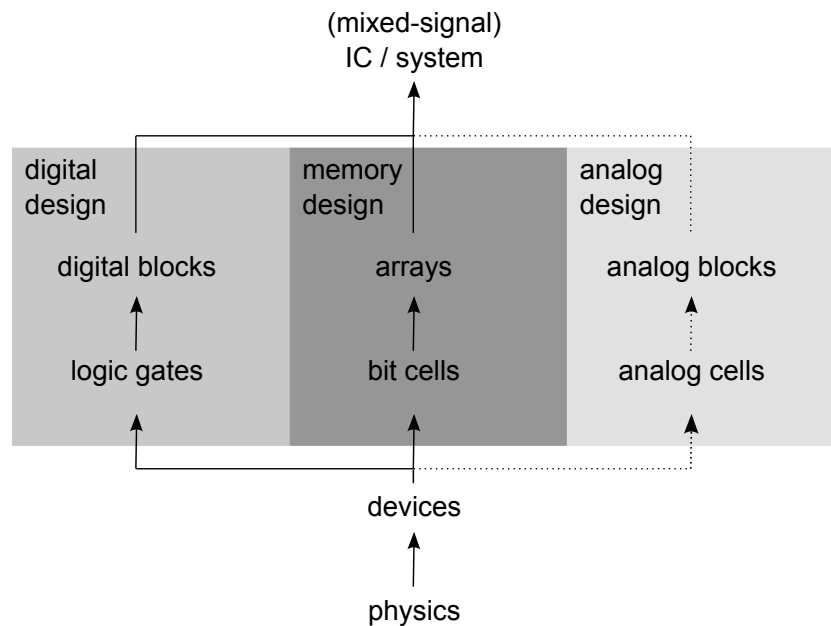 (mixed-signal)
IC / system
digital
design
memory
design
analog
design
digital blocks
arrays
analog blocks
logic gates
bit cells
analog cells
devices
physics